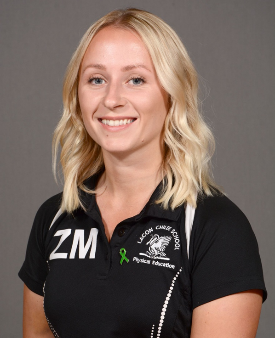 ZM
LACON CHILDE SCHOOL
Physical Education